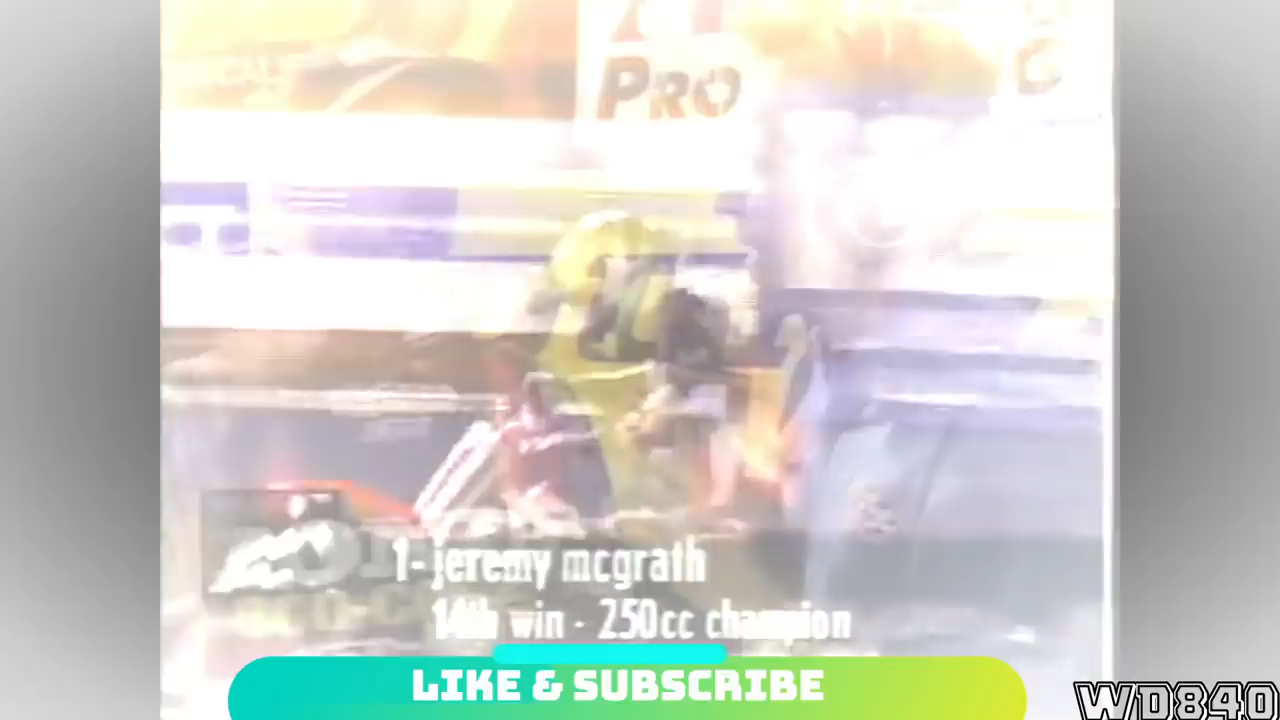 PRO
1- jeremy mcgrath
14th win - 250cc champion
LIKE & SUBSCRIBE
WD840